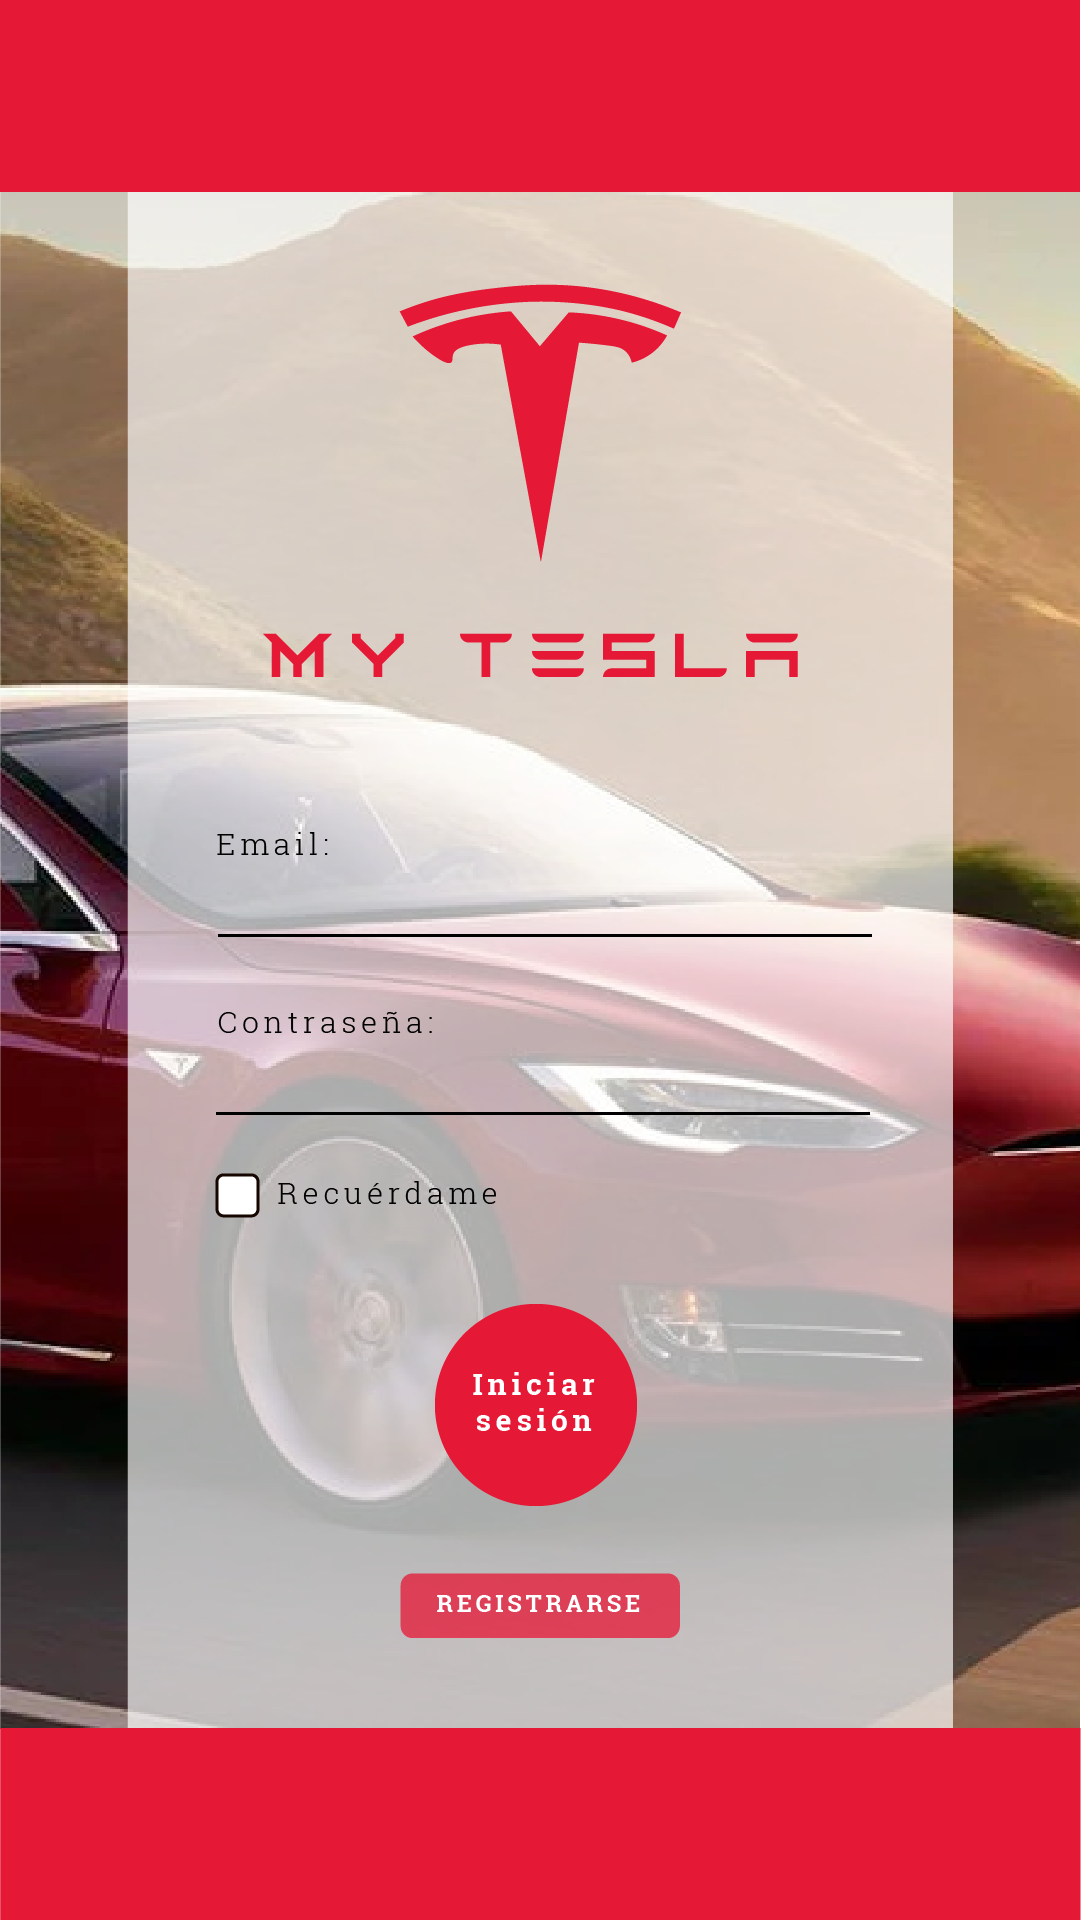 MY TESLA
Email:
Contraseña:
Recuérdame
Iniciar
sesión
REGISTRARSE